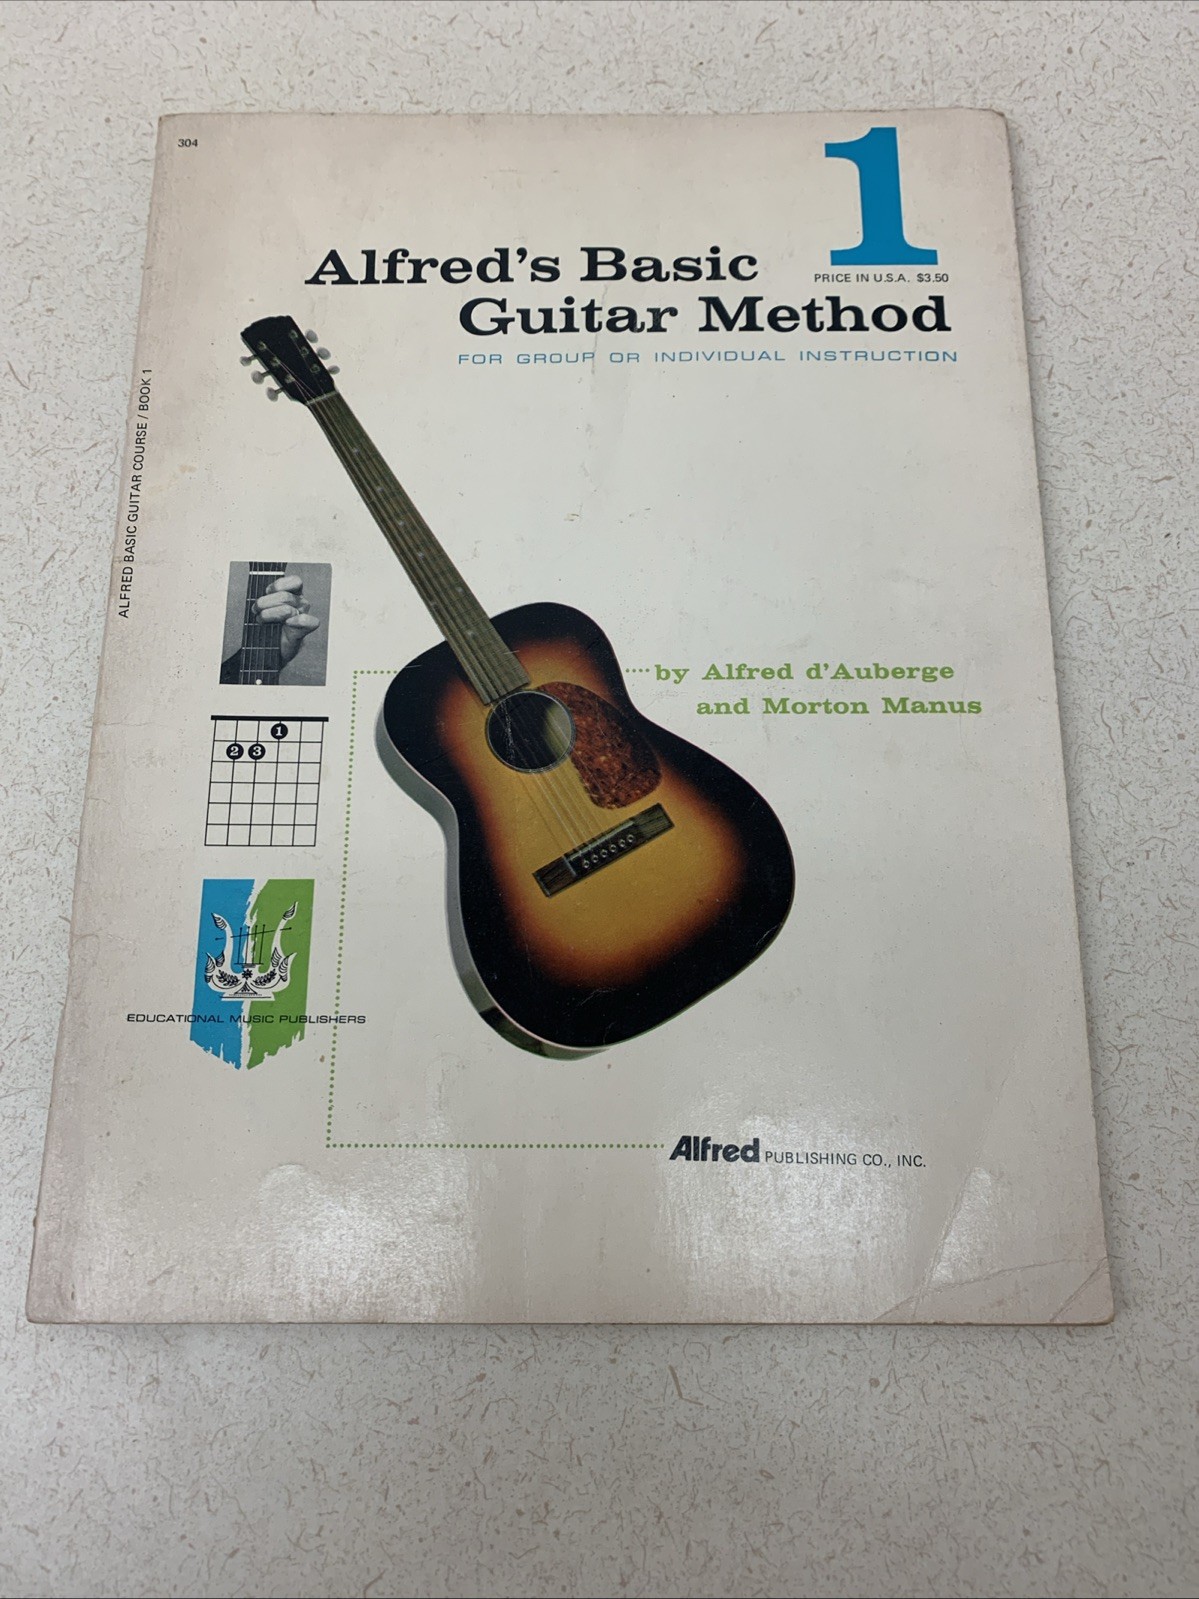 304
1
PRICE IN U.S.A. $3.50
Alfred's Basic
Guitar Method
FOR GROUP OR INDIVIDUAL INSTRUCTION
ALFRED BASIC GUITAR COURSE / BOOK 1
by Alfred d'Auberge
and Morton Manus
1
2 3
EDUCATIONAL MUSIC PUBLISHERS
Alfred PUBLISHING CO., INC.